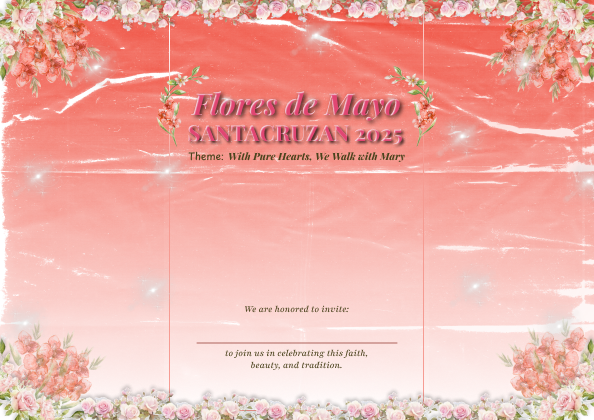 Flores de Mayo
SANTACRUZAN 2025
Theme: With Pure Hearts, We Walk with Mary
We are honored to invite:
to join us in celebrating this faith,
beauty, and tradition.